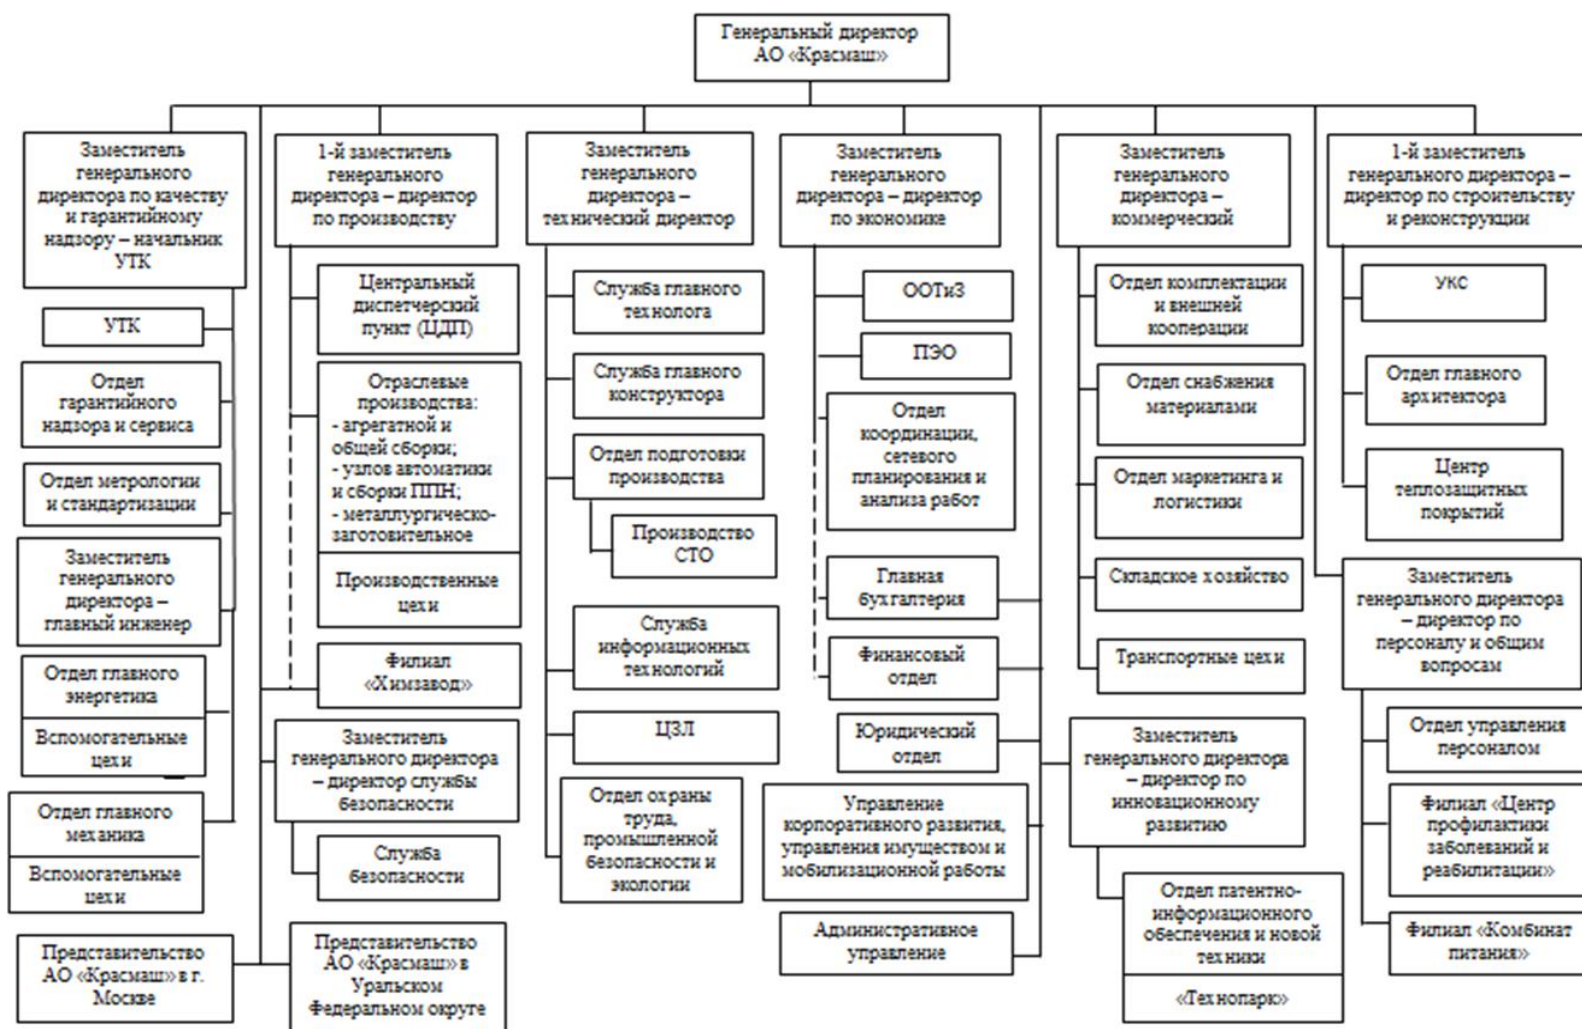 Генеральный директор
АО «Красмаш»
Заместитель
генерального
директора по качеству
и гарантийному
надзору – начальник
УТК
1-й заместитель
генерального
директора – директор
по производству
Заместитель
генерального
директора –
технический директор
Заместитель
генерального
директора – директор
по экономике
Заместитель
генерального
директора –
коммерческий
1-й заместитель
генерального директора –
директор по строительству
и реконструкции
УТК
Отдел
гарантийного
надзора и сервиса
Отдел метрологии
и стандартизации
Заместитель
генерального
директора –
главный инженер
Отдел главного
энергетика
Вспомогательные
цехи
Отдел главного
механика
Вспомогательные
цехи
Представительство
АО «Красмаш» в г.
Москве
Центральный
диспетчерский
пункт (ЦДП)
Отраслевые
производства:
- агрегатной и
общей сборки;
- узлов автоматики
и сборки ППН;
- металлургическо-
заготовительное
Производственные
цехи
Филиал
«Химзавод»
Заместитель
генерального директора
– директор службы
безопасности
Служба
безопасности
Представительство
АО «Красмаш» в
Уральском
Федеральном округе
Служба главного
технолога
Служба главного
конструктора
Отдел подготовки
производства
Производство
СТО
Служба
информационных
технологий
ЦЗЛ
Отдел охраны
труда,
промышленной
безопасности и
экологии
ООТиЗ
ПЭО
Отдел
координации,
сетевого
планирования и
анализа работ
Главная
бухгалтерия
Финансовый
отдел
Юридический
отдел
Управление
корпоративного развития,
управления имуществом и
мобилизационной работы
Административное
управление
Отдел комплектации
и внешней
кооперации
Отдел снабжения
материалами
Отдел маркетинга и
логистики
Складское хозяйство
Транспортные цехи
Заместитель
генерального директора
– директор по
инновационному
развитию
Отдел патентно-
информационного
обеспечения и новой
техники
«Технопарк»
УКС
Отдел главного
архитектора
Центр
теплозащитных
покрытий
Заместитель
генерального директора
– директор по
персоналу и общим
вопросам
Отдел управления
персоналом
Филиал «Центр
профилактики
заболеваний и
реабилитации»
Филиал «Комбинат
питания»